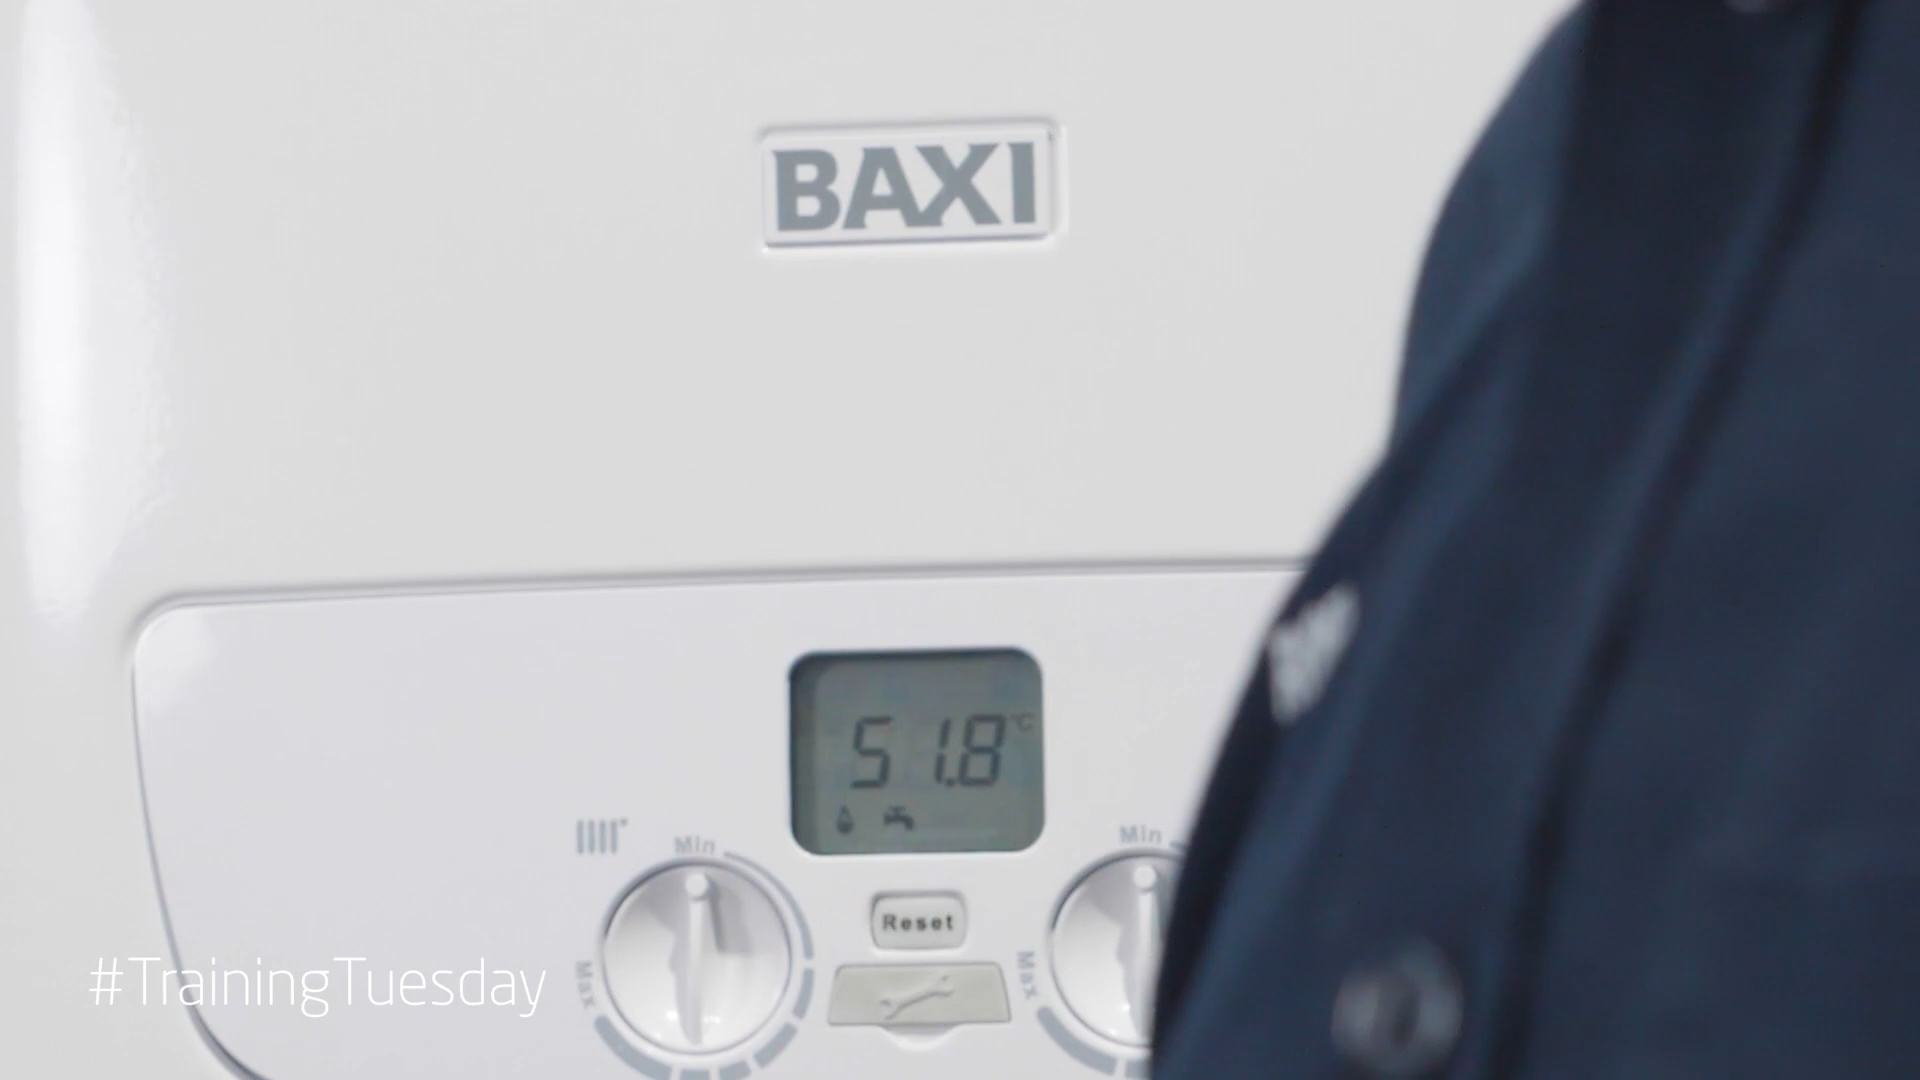 BAXI
51.8 °C
Min
Min
Reset
Max
Max
#TrainingTuesday